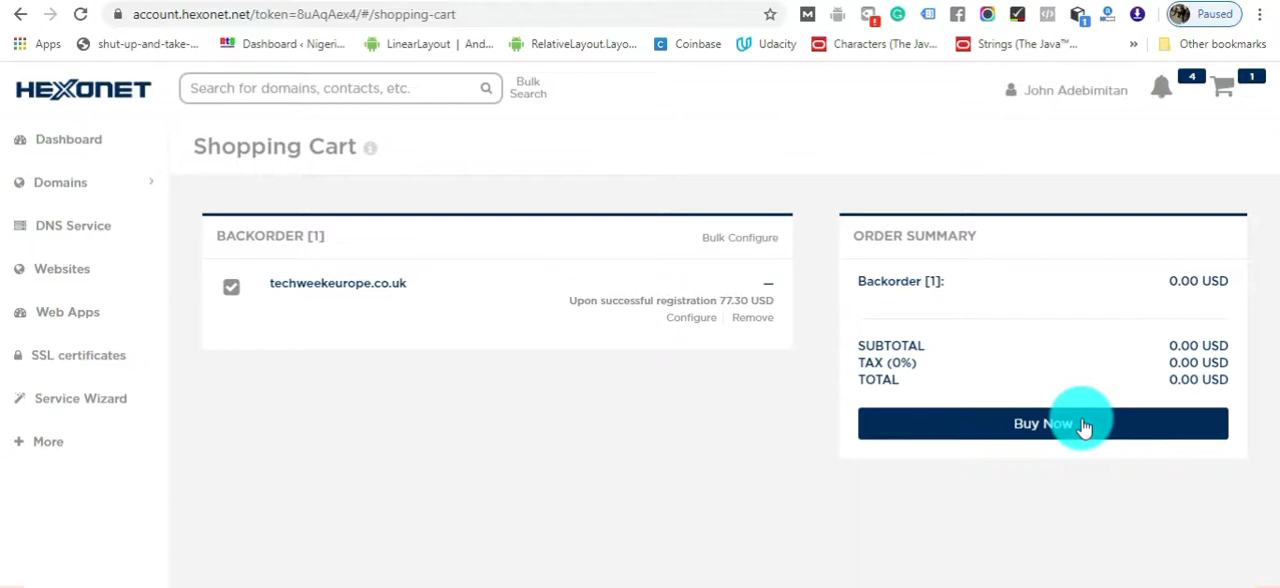 account.hexonet.net/token=8uAqAex4/#/shopping-cart
Paused
Apps
shut-up-and-take-...
Dashboard ‹ Nigeri...
LinearLayout | And...
RelativeLayout.Layo...
Coinbase
Udacity
Characters (The Jav...
Strings (The Java™...
»
Other bookmarks
HEXONET
Search for domains, contacts, etc.
Bulk
Search
John Adebimitan
4
1
Dashboard
Domains
DNS Service
Websites
Web Apps
SSL certificates
Service Wizard
More
Shopping Cart
BACKORDER [1]
Bulk Configure
techweekeurope.co.uk
—
Upon successful registration 77.30 USD
Configure | Remove
ORDER SUMMARY
Backorder [1]: 0.00 USD
SUBTOTAL 0.00 USD
TAX (0%) 0.00 USD
TOTAL 0.00 USD
Buy Now